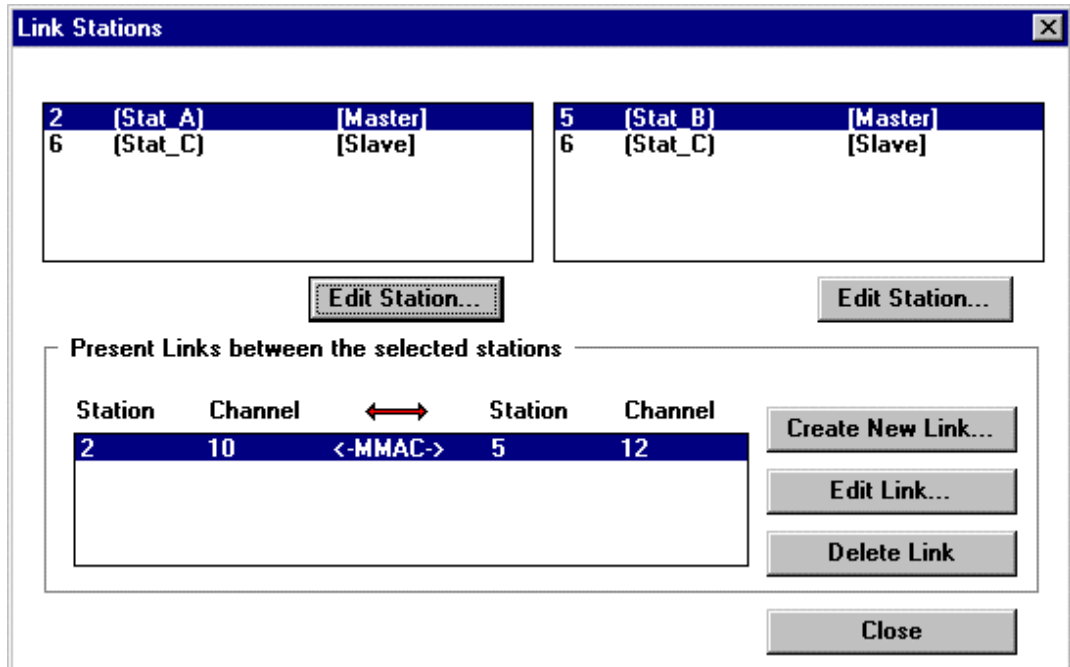 Link Stations
2 (Stat_A) [Master]
6 (Stat_C) [Slave]
5 (Stat_B) [Master]
6 (Stat_C) [Slave]
Edit Station...
Edit Station...
Present Links between the selected stations
Station Channel Station Channel
2 10 <-MMAC-> 5 12
Create New Link...
Edit Link...
Delete Link
Close